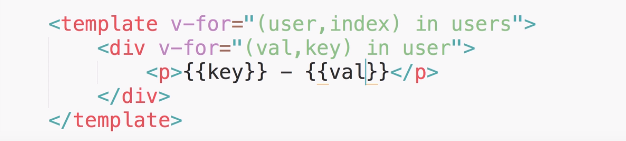 <template v-for="(user,index) in users">
<div v-for="(val,key) in user">
<p>{{key}} - {{val}}</p>
</div>
</template>